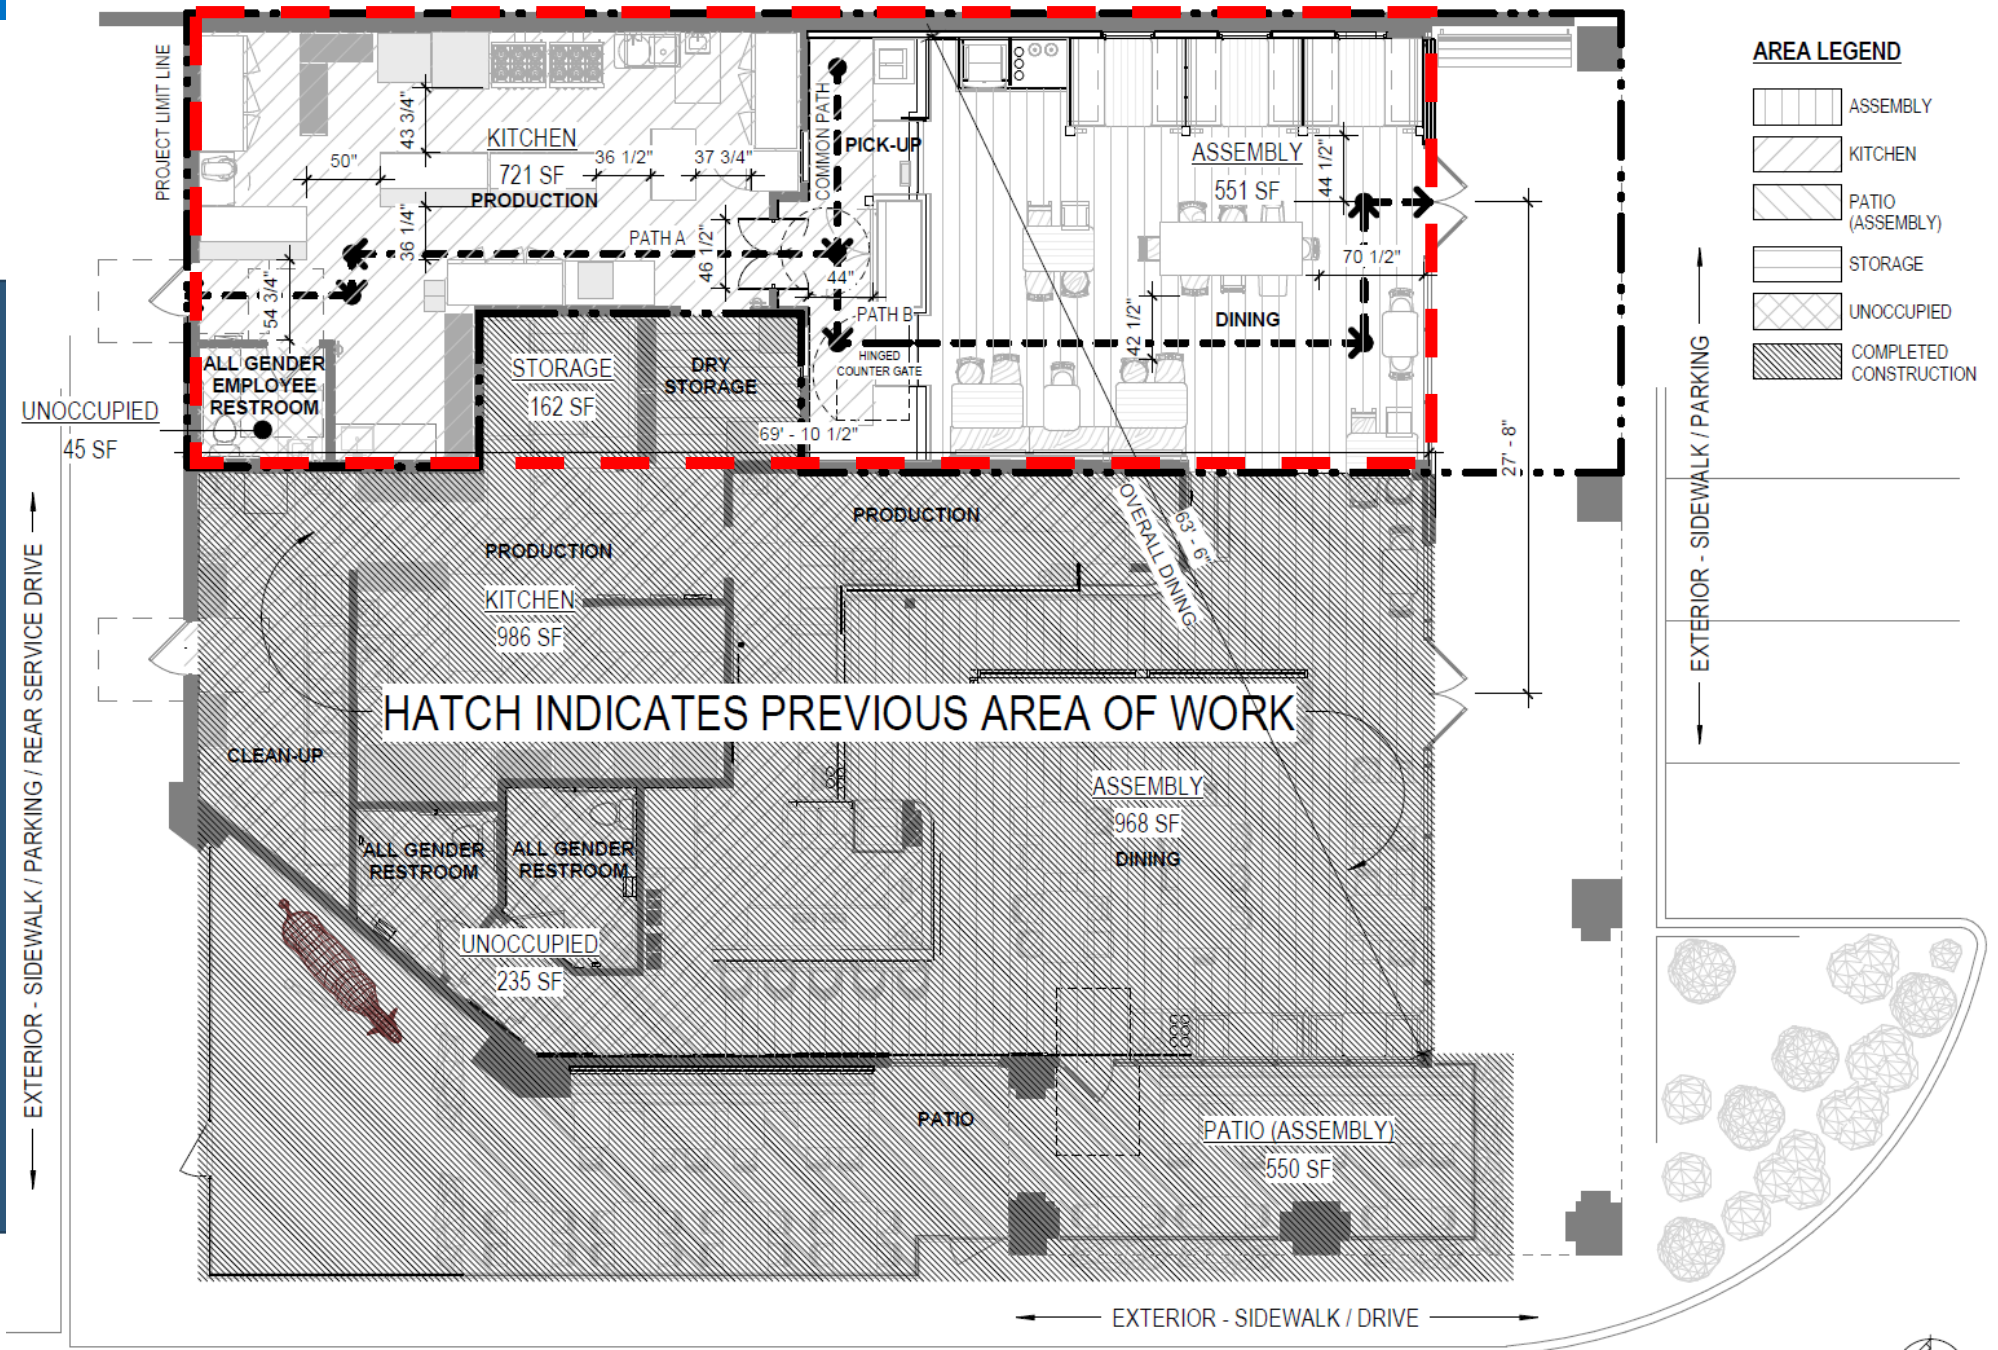 AREA LEGEND
ASSEMBLY
KITCHEN
PATIO
(ASSEMBLY)
STORAGE
UNOCCUPIED
COMPLETED
CONSTRUCTION
PROJECT LIMIT LINE
43 3/4"
KITCHEN
721 SF
PRODUCTION
50"
36 1/2"
37 3/4"
36 1/4"
COMMON PATH
PICK-UP
ASSEMBLY
551 SF
44 1/2"
PATH A
46 1/2"
44"
70 1/2"
54 3/4"
PATH B
42 1/2"
DINING
HINGED
COUNTER GATE
ALL GENDER
EMPLOYEE
RESTROOM
STORAGE
162 SF
DRY
STORAGE
UNOCCUPIED
45 SF
69' - 10 1/2"
27' - 8"
EXTERIOR - SIDEWALK / PARKING
OVERALL DINING
63' - 6"
PRODUCTION
PRODUCTION
KITCHEN
986 SF
HATCH INDICATES PREVIOUS AREA OF WORK
CLEAN-UP
ASSEMBLY
968 SF
DINING
ALL GENDER
RESTROOM
ALL GENDER
RESTROOM
UNOCCUPIED
235 SF
EXTERIOR - SIDEWALK / PARKING / REAR SERVICE DRIVE
PATIO
PATIO (ASSEMBLY)
550 SF
EXTERIOR - SIDEWALK / DRIVE